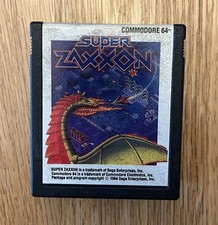 COMMODORE 64™
SUPER
ZAXXON
SUPER ZAXXON is a trademark of Sega Enterprises, Inc.
Commodore 64 is a trademark of Commodore Electronics, Inc.
Package and program copyright © 1984 Sega Enterprises, Inc.